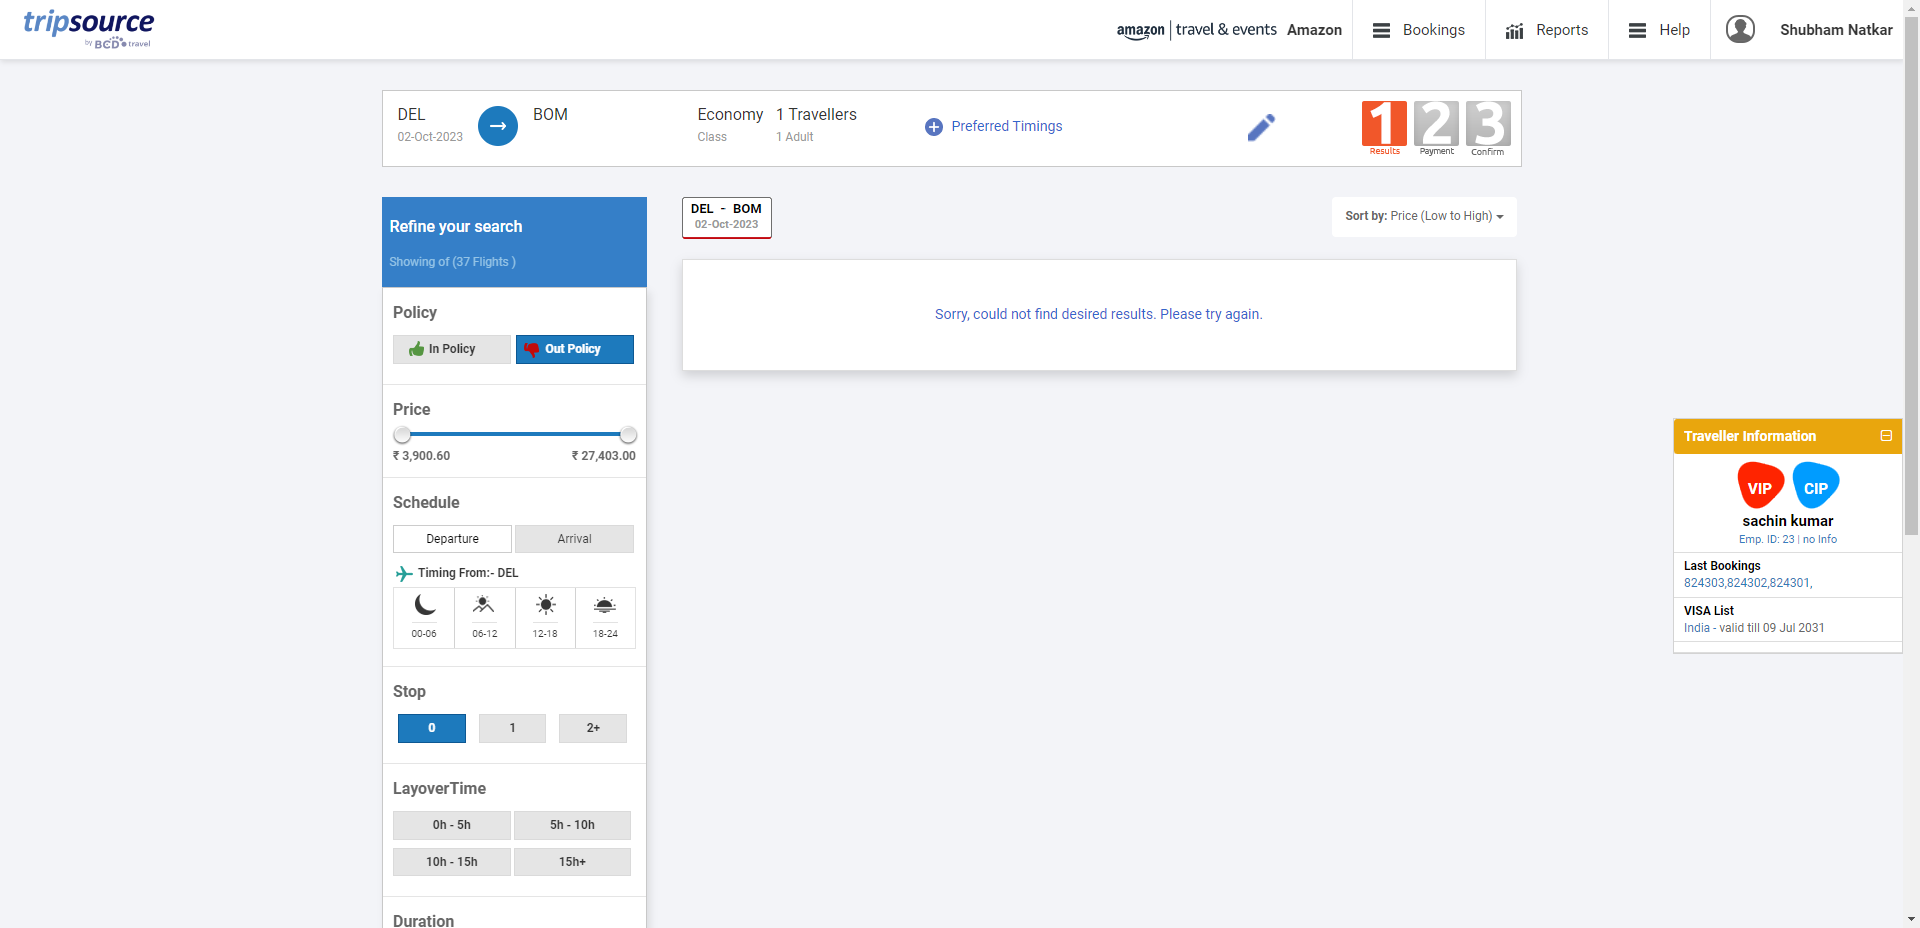 tripsource
by BCD travel
amazon | travel & events Amazon
Bookings
Reports
Help
Shubham Natkar
DEL
02-Oct-2023
BOM
Economy
Class
1 Travellers
1 Adult
Preferred Timings
1 2 3
Results Payment Confirm
Refine your search
Showing of (37 Flights )
DEL - BOM
02-Oct-2023
Sort by: Price (Low to High)
Sorry, could not find desired results. Please try again.
Policy
In Policy
Out Policy
Price
₹ 3,900.60
₹ 27,403.00
Schedule
Departure
Arrival
Timing From:- DEL
00-06
06-12
12-18
18-24
Stop
0
1
2+
LayoverTime
0h - 5h
5h - 10h
10h - 15h
15h+
Duration
Traveller Information
VIP
CIP
sachin kumar
Emp. ID: 23 | no Info
Last Bookings
824303,824302,824301,
VISA List
India - valid till 09 Jul 2031